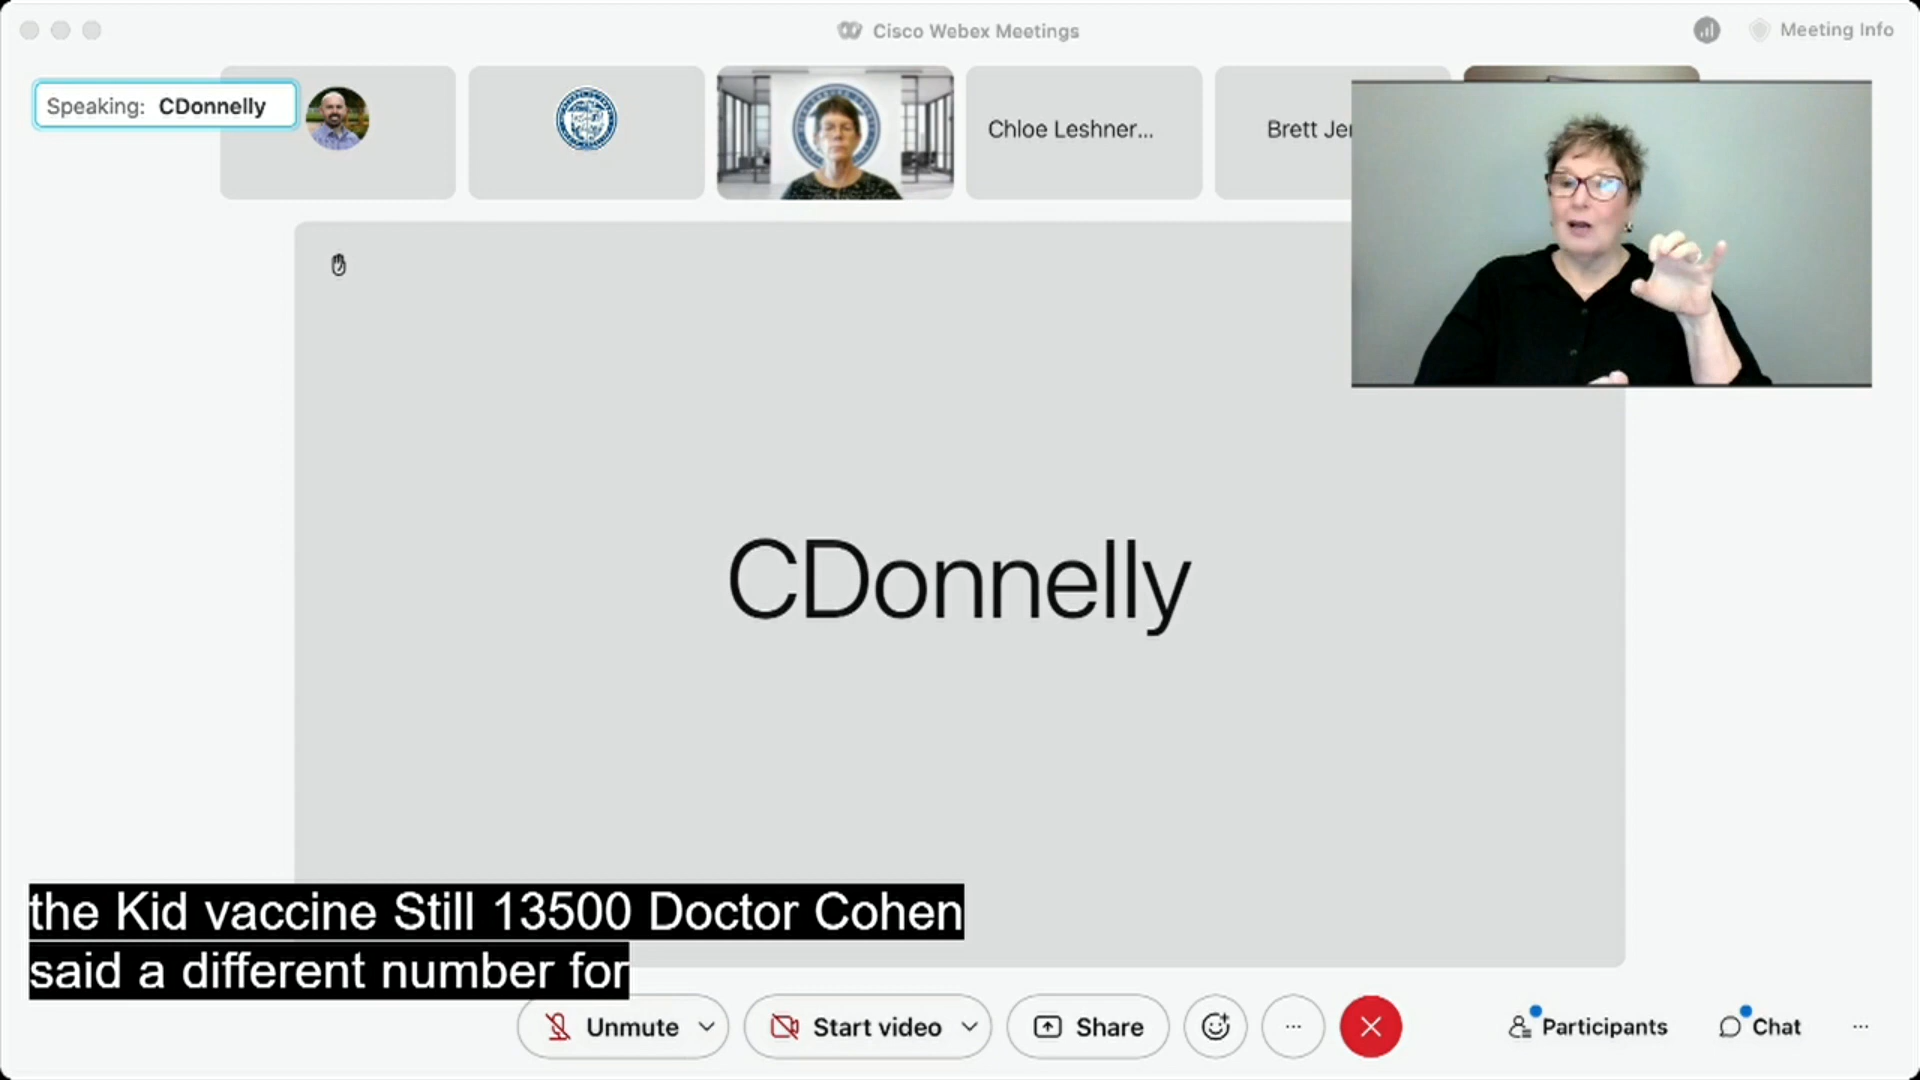 Cisco Webex Meetings
Meeting Info
Speaking: CDonnelly
Chloe Leshner...
Brett Jer
CDonnelly
the Kid vaccine Still 13500 Doctor Cohen
said a different number for
Unmute
Start video
Share
Participants
Chat